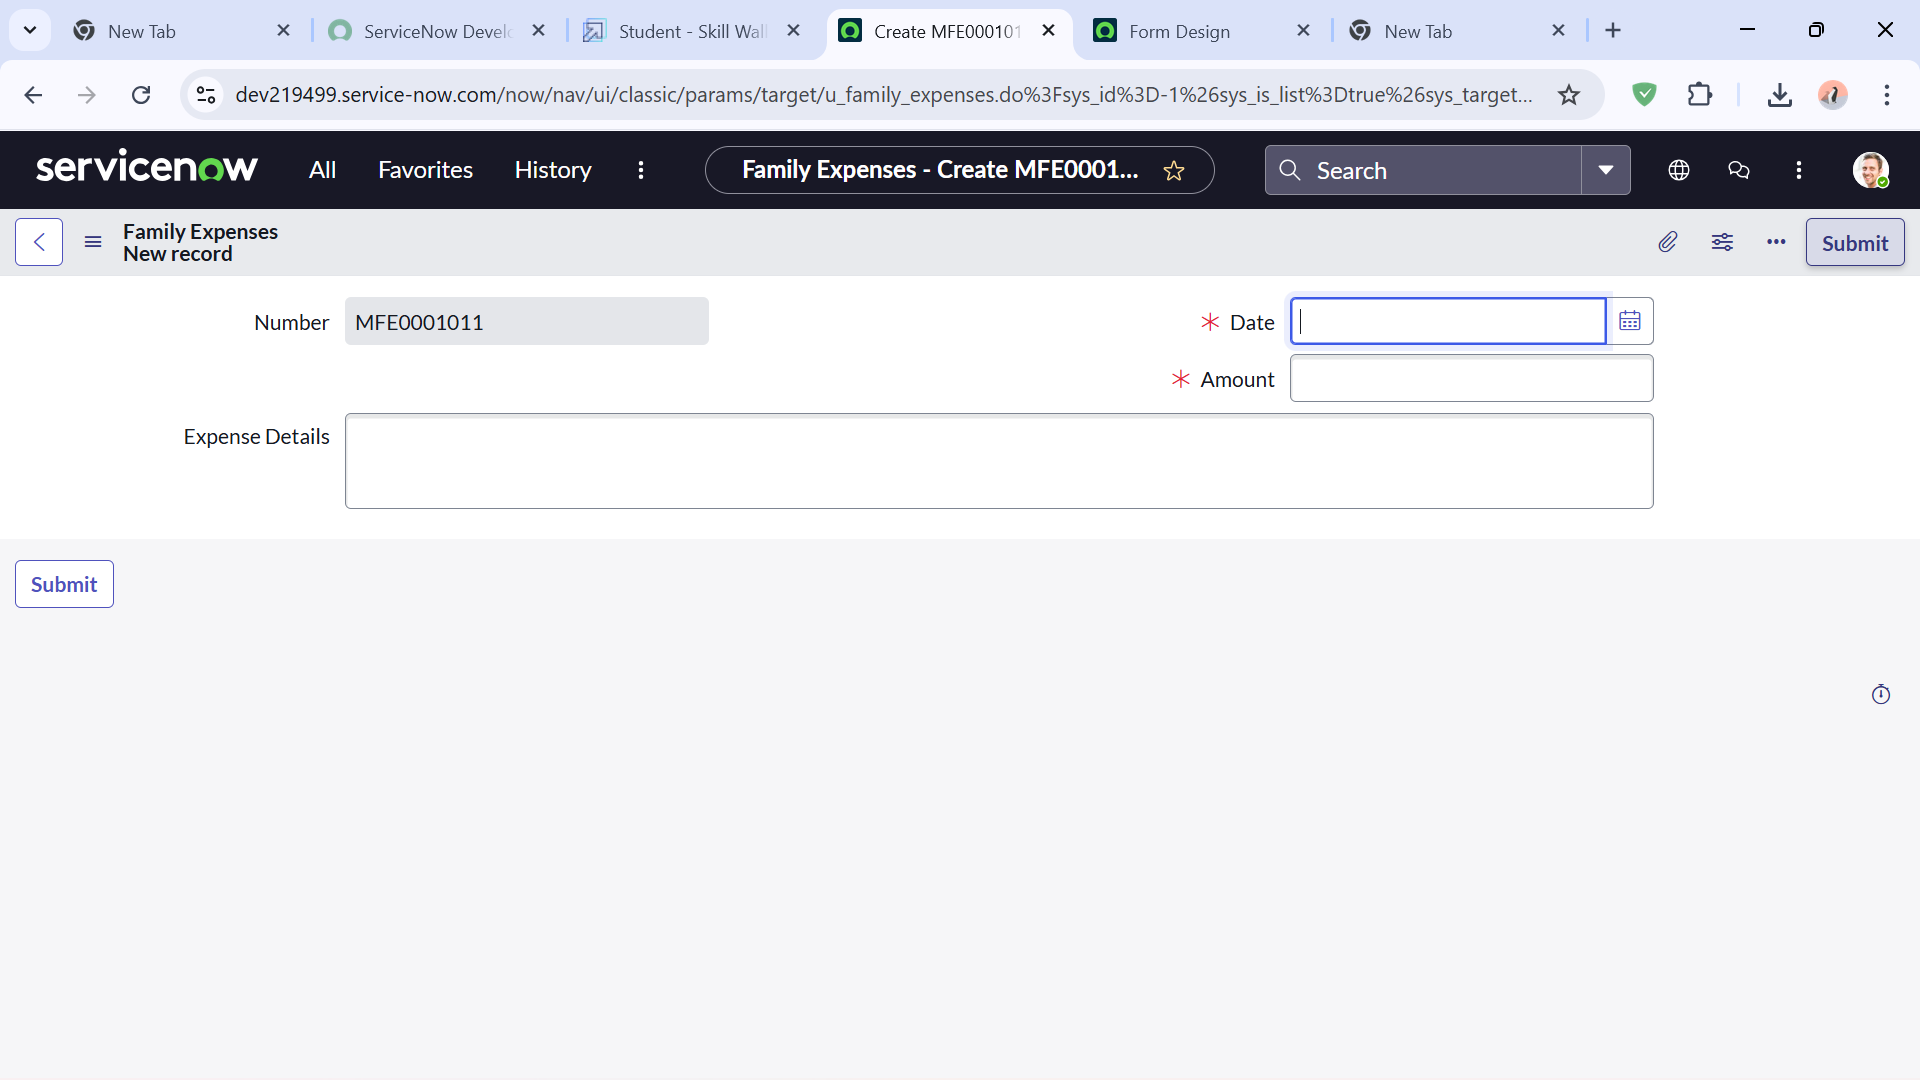 New Tab
ServiceNow Develo
Student - Skill Wall
Create MFE000101
Form Design
New Tab
dev219499.service-now.com/now/nav/ui/classic/params/target/u_family_expenses.do%3Fsys_id%3D-1%26sys_is_list%3Dtrue%26sys_target...
servicenow
All
Favorites
History
Family Expenses - Create MFE0001...
Search
Family Expenses
New record
Submit
Number
MFE0001011
* Date
* Amount
Expense Details
Submit